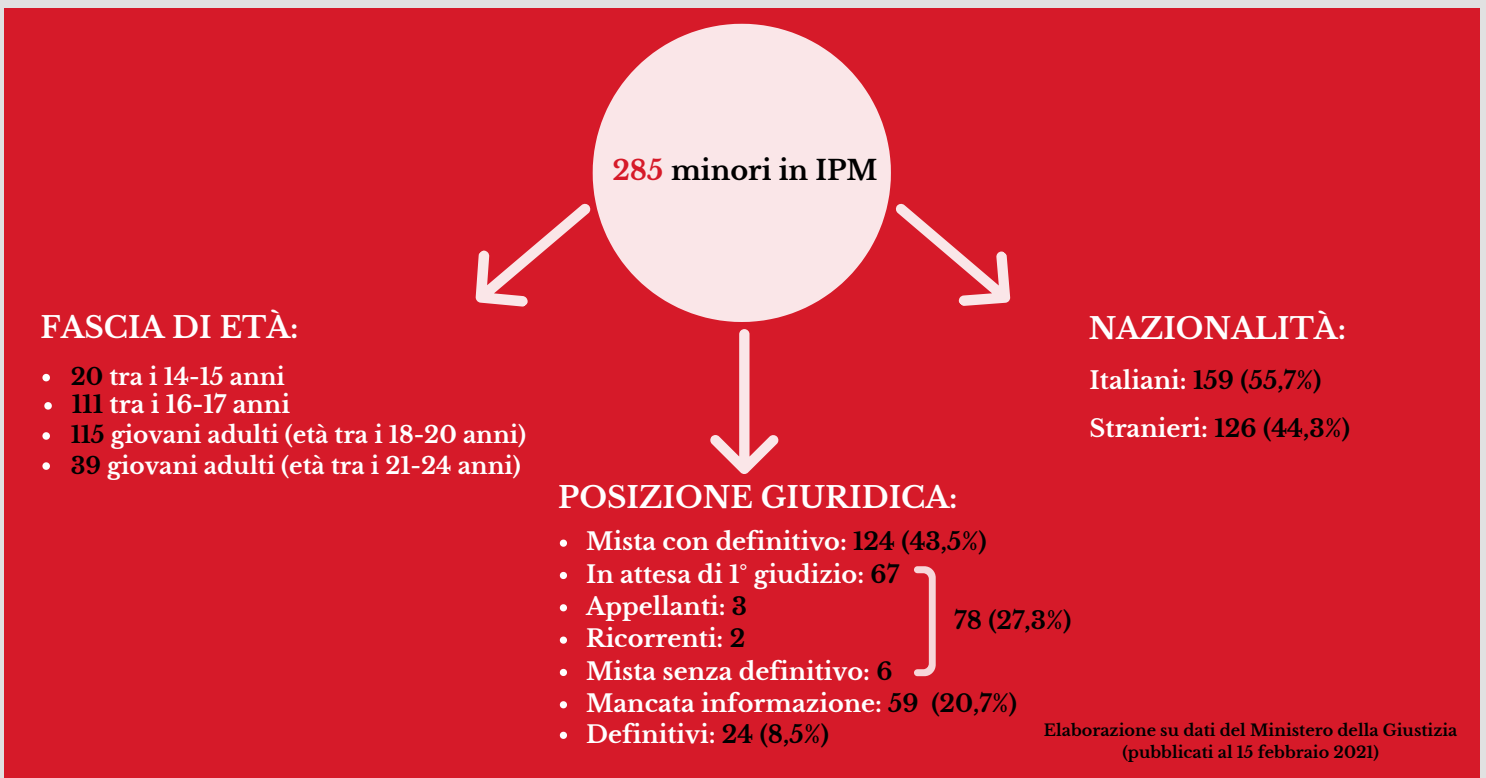 285 minori in IPM
FASCIA DI ETÀ:
• 20 tra i 14-15 anni
• 111 tra i 16-17 anni
• 115 giovani adulti (età tra i 18-20 anni)
• 39 giovani adulti (età tra i 21-24 anni)
NAZIONALITÀ:
Italiani: 159 (55,7%)
Stranieri: 126 (44,3%)
POSIZIONE GIURIDICA:
• Mista con definitivo: 124 (43,5%)
• In attesa di 1° giudizio: 67
• Appellanti: 3
• Ricorrenti: 2
• Mista senza definitivo: 6
78 (27,3%)
• Mancata informazione: 59 (20,7%)
• Definitivi: 24 (8,5%)
Elaborazione su dati del Ministero della Giustizia
(pubblicati al 15 febbraio 2021)